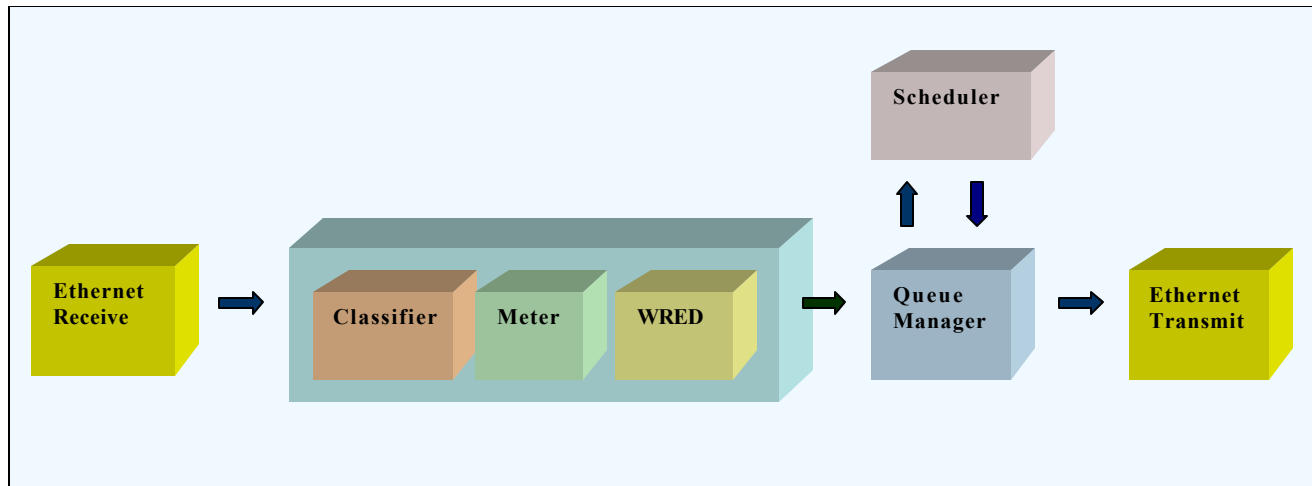 Scheduler
Ethernet
Receive
Classifier
Meter
WRED
Queue
Manager
Ethernet
Transmit